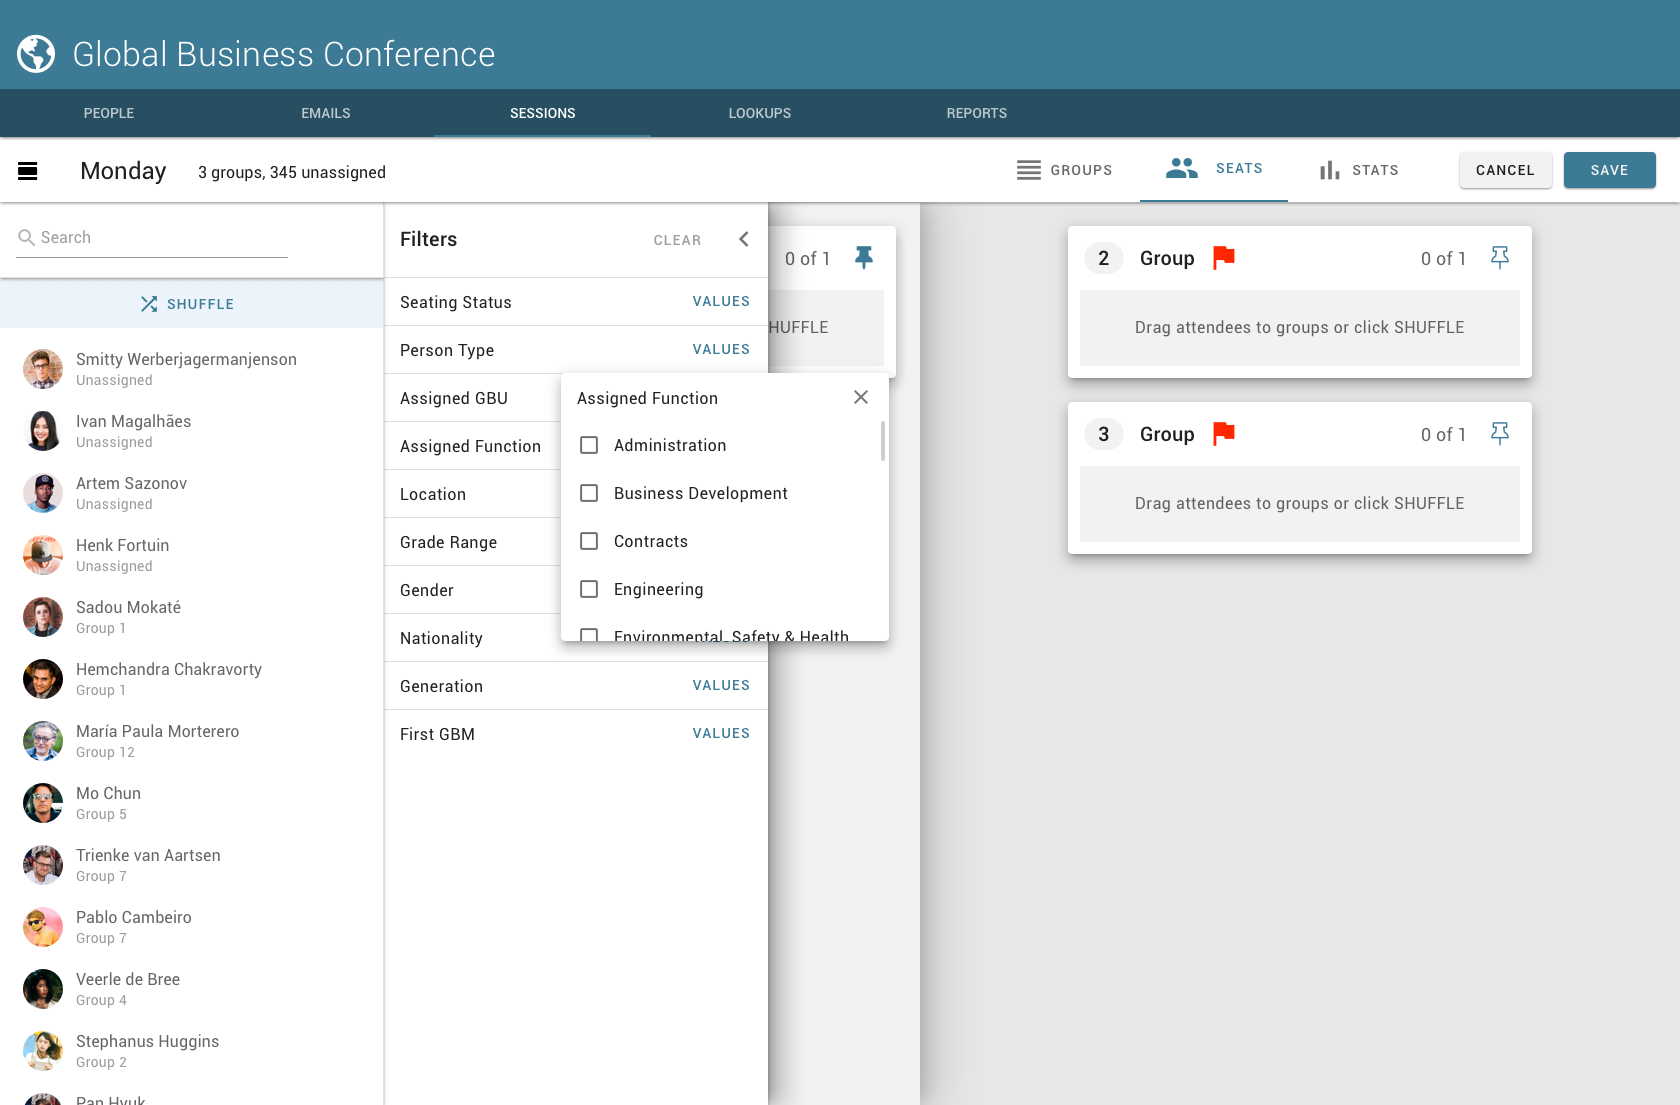 Global Business Conference
PEOPLE
EMAILS
SESSIONS
LOOKUPS
REPORTS
Monday
3 groups, 345 unassigned
GROUPS
SEATS
STATS
CANCEL
SAVE
Search
SHUFFLE
Smitty Werberjagermanjenson
Unassigned
Ivan Magalhães
Unassigned
Artem Sazonov
Unassigned
Henk Fortuin
Unassigned
Sadou Mokaté
Group 1
Hemchandra Chakravorty
Group 1
María Paula Morterero
Group 12
Mo Chun
Group 5
Trienke van Aartsen
Group 7
Pablo Cambeiro
Group 7
Veerle de Bree
Group 4
Stephanus Huggins
Group 2
Pan Hyuk
Filters
CLEAR
Seating Status
VALUES
Person Type
VALUES
Assigned GBU
Assigned Function
Location
Grade Range
Gender
Nationality
Generation
VALUES
First GBM
VALUES
Assigned Function
Administration
Business Development
Contracts
Engineering
Environmental, Safety & Health
0 of 1
HUFFLE
2 Group
0 of 1
Drag attendees to groups or click SHUFFLE
3 Group
0 of 1
Drag attendees to groups or click SHUFFLE